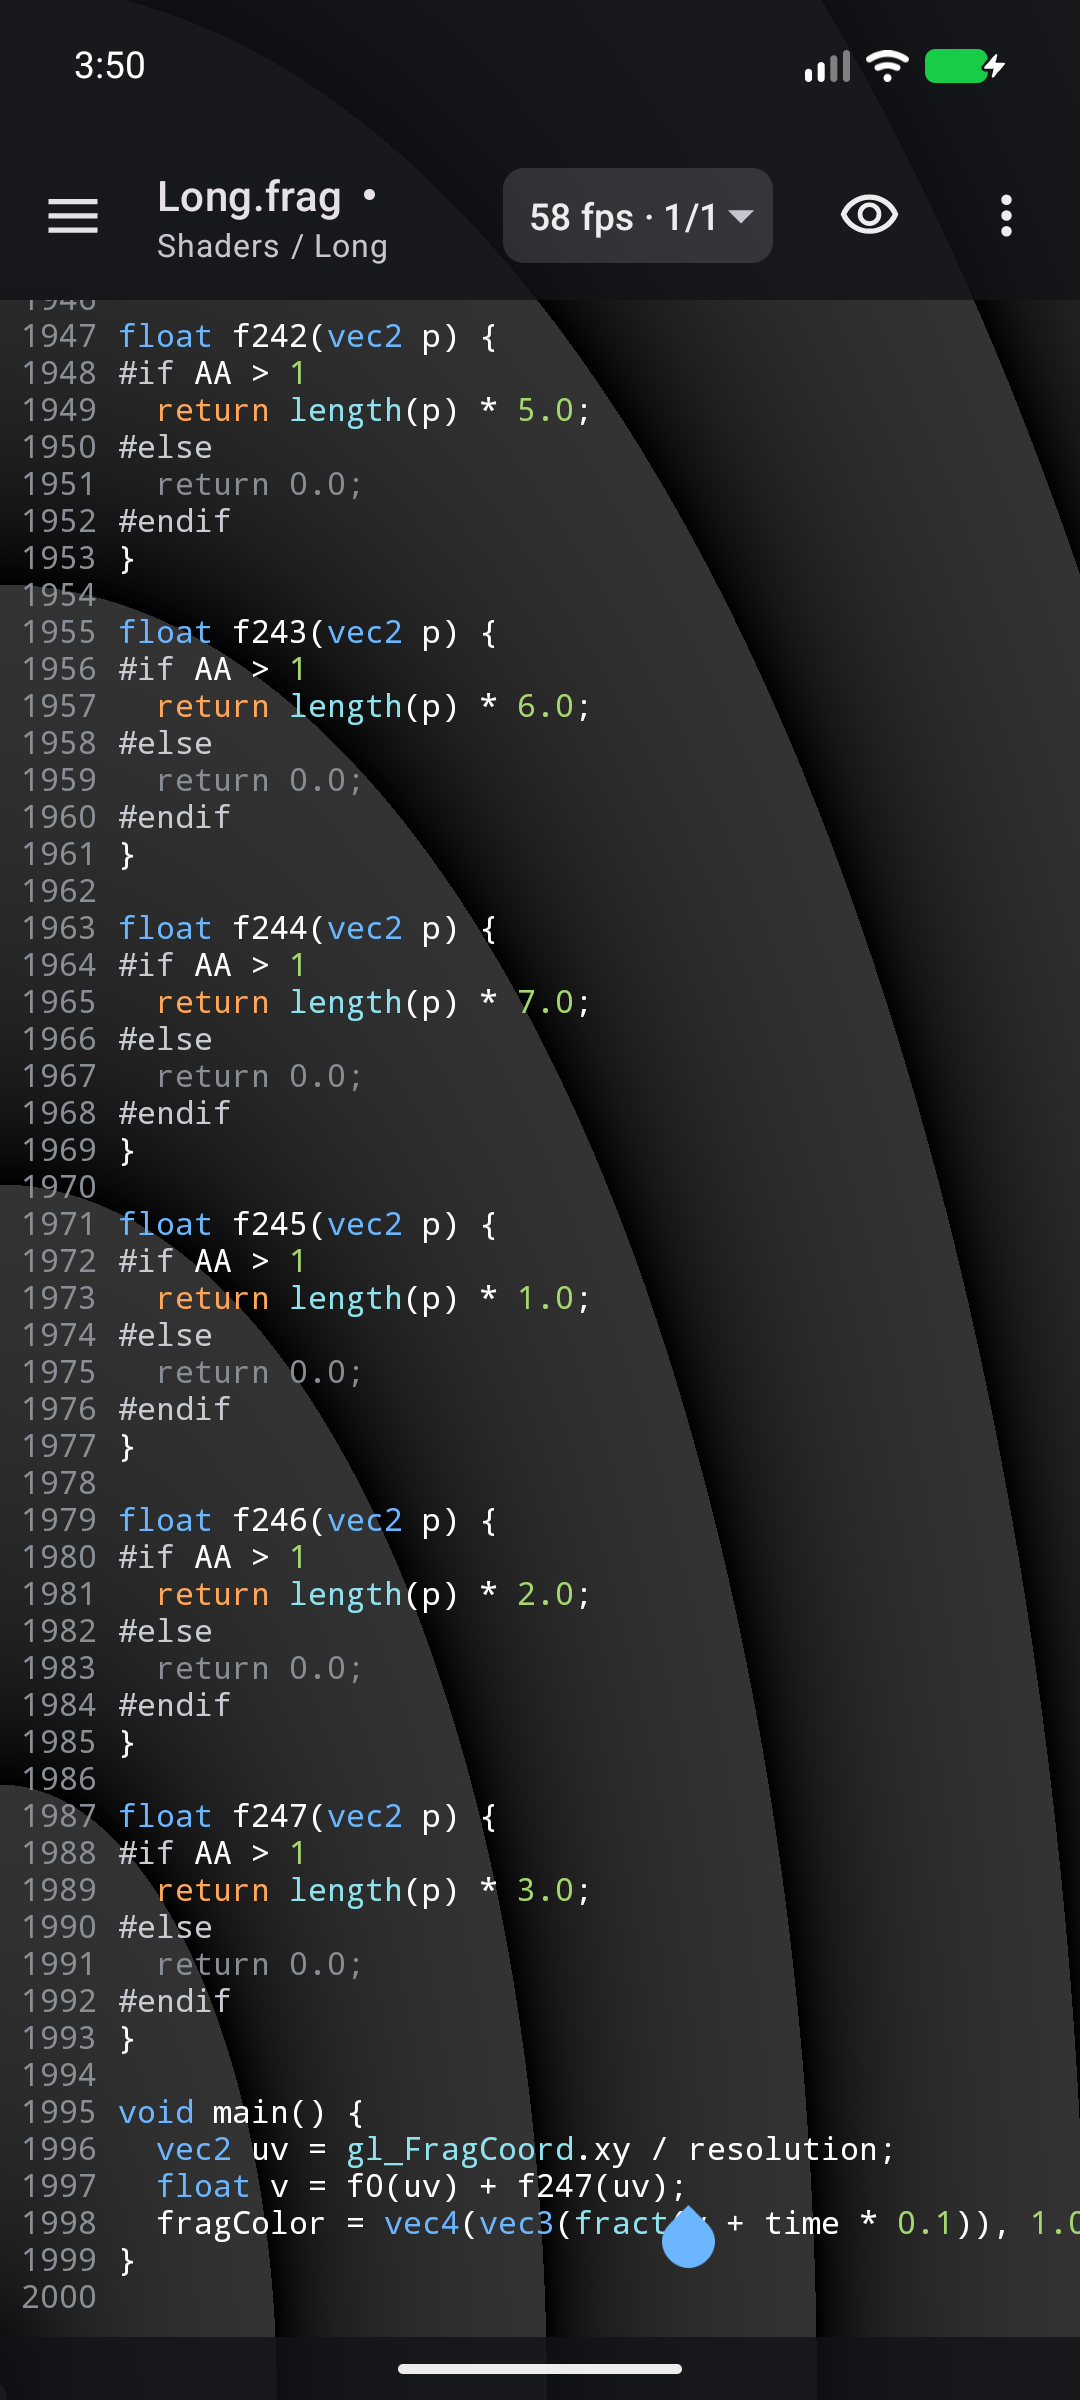 3:50
Long.frag •
58 fps · 1/1
Shaders / Long
1946
1947 float f242(vec2 p) {
1948 #if AA > 1
1949   return length(p) * 5.0;
1950 #else
1951   return 0.0;
1952 #endif
1953 }
1954
1955 float f243(vec2 p) {
1956 #if AA > 1
1957   return length(p) * 6.0;
1958 #else
1959   return 0.0;
1960 #endif
1961 }
1962
1963 float f244(vec2 p) {
1964 #if AA > 1
1965   return length(p) * 7.0;
1966 #else
1967   return 0.0;
1968 #endif
1969 }
1970
1971 float f245(vec2 p) {
1972 #if AA > 1
1973   return length(p) * 1.0;
1974 #else
1975   return 0.0;
1976 #endif
1977 }
1978
1979 float f246(vec2 p) {
1980 #if AA > 1
1981   return length(p) * 2.0;
1982 #else
1983   return 0.0;
1984 #endif
1985 }
1986
1987 float f247(vec2 p) {
1988 #if AA > 1
1989   return length(p) * 3.0;
1990 #else
1991   return 0.0;
1992 #endif
1993 }
1994
1995 void main() {
1996   vec2 uv = gl_FragCoord.xy / resolution;
1997   float v = f0(uv) + f247(uv);
1998   fragColor = vec4(vec3(fract(v + time * 0.1)), 1.0
1999 }
2000